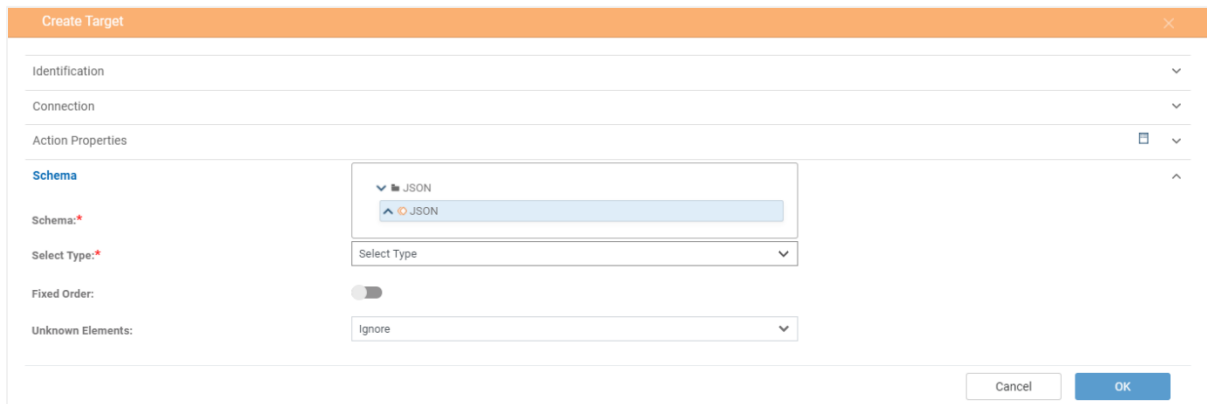 Create Target
Identification
Connection
Action Properties
Schema
JSON
JSON
Schema:*
Select Type:* Select Type
Fixed Order:
Unknown Elements: Ignore
Cancel OK